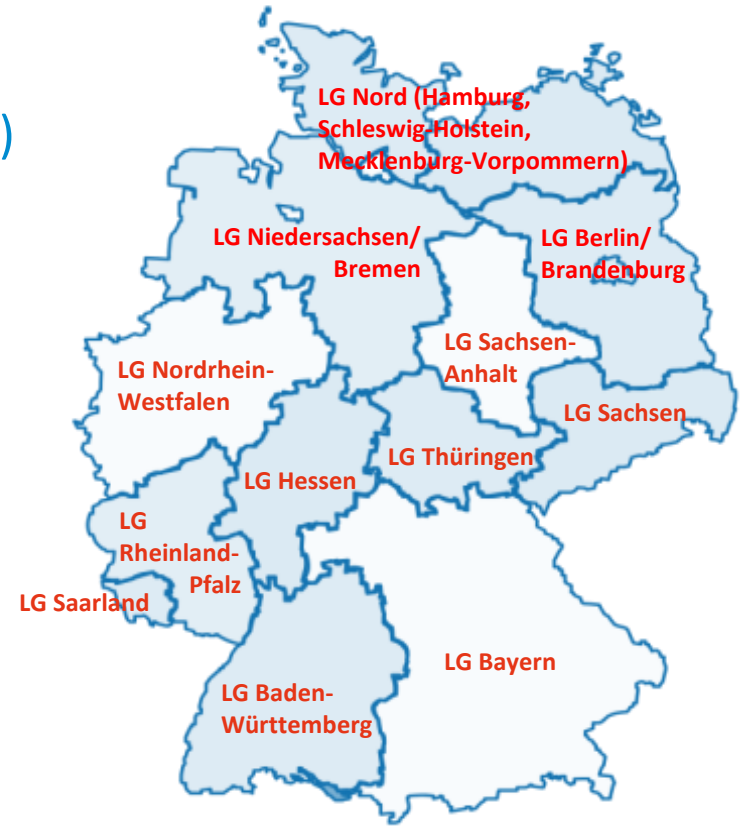 LG Nord (Hamburg,
Schleswig-Holstein,
Mecklenburg-Vorpommern)
)
LG Niedersachsen/
Bremen
LG Berlin/
Brandenburg
LG Sachsen-
Anhalt
LG Nordrhein-
Westfalen
LG Sachsen
LG Thüringen
LG Hessen
LG
Rheinland-
Pfalz
LG Saarland
LG Bayern
LG Baden-
Württemberg